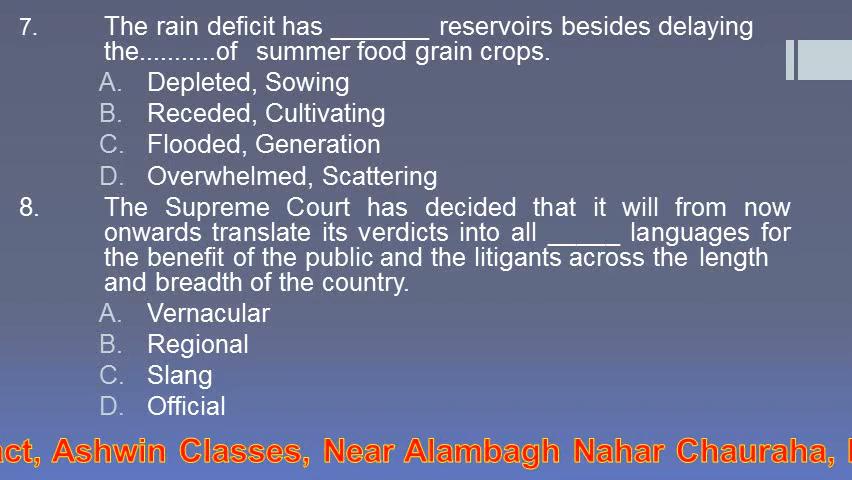 7. The rain deficit has _______ reservoirs besides delaying
the...........of summer food grain crops.
A. Depleted, Sowing
B. Receded, Cultivating
C. Flooded, Generation
D. Overwhelmed, Scattering
8. The Supreme Court has decided that it will from now
onwards translate its verdicts into all _____ languages for
the benefit of the public and the litigants across the length
and breadth of the country.
A. Vernacular
B. Regional
C. Slang
D. Official
act, Ashwin Classes, Near Alambagh Nahar Chauraha,